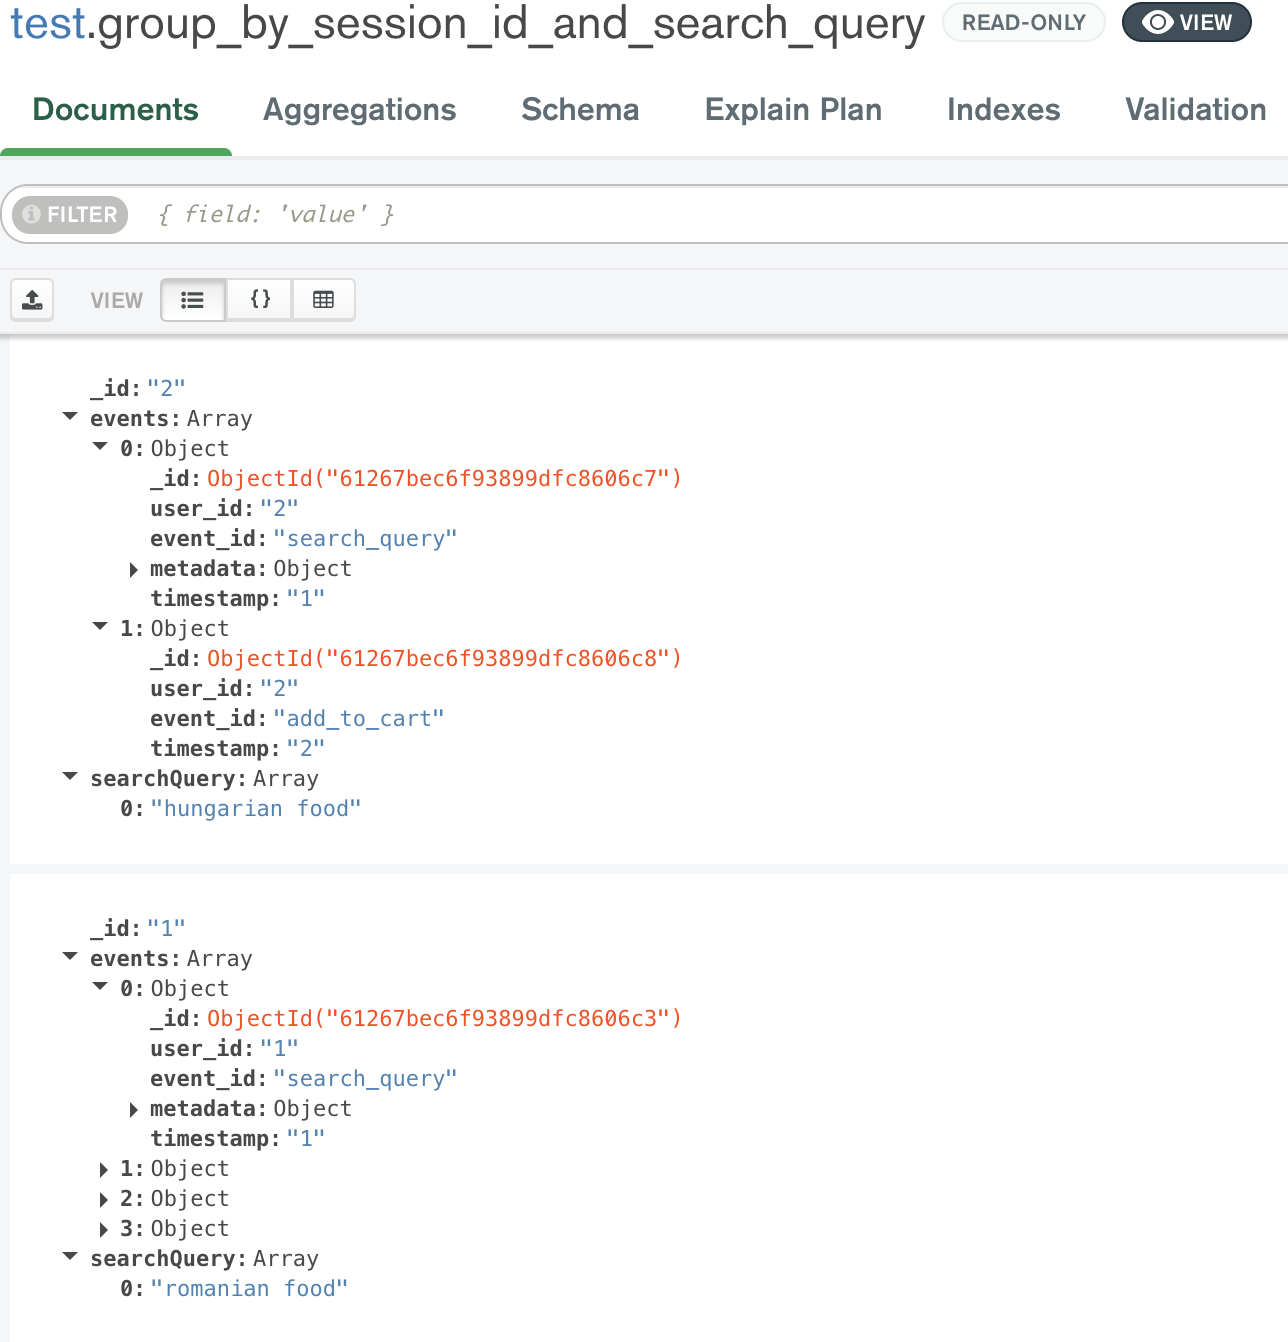 test.group_by_session_id_and_search_query READ-ONLY VIEW
Documents Aggregations Schema Explain Plan Indexes Validation
FILTER { field: 'value' }
VIEW {}
_id: "2"
events: Array
0: Object
_id: ObjectId("61267bec6f93899dfc8606c7")
user_id: "2"
event_id: "search_query"
metadata: Object
timestamp: "1"
1: Object
_id: ObjectId("61267bec6f93899dfc8606c8")
user_id: "2"
event_id: "add_to_cart"
timestamp: "2"
searchQuery: Array
0: "hungarian food"
_id: "1"
events: Array
0: Object
_id: ObjectId("61267bec6f93899dfc8606c3")
user_id: "1"
event_id: "search_query"
metadata: Object
timestamp: "1"
1: Object
2: Object
3: Object
searchQuery: Array
0: "romanian food"